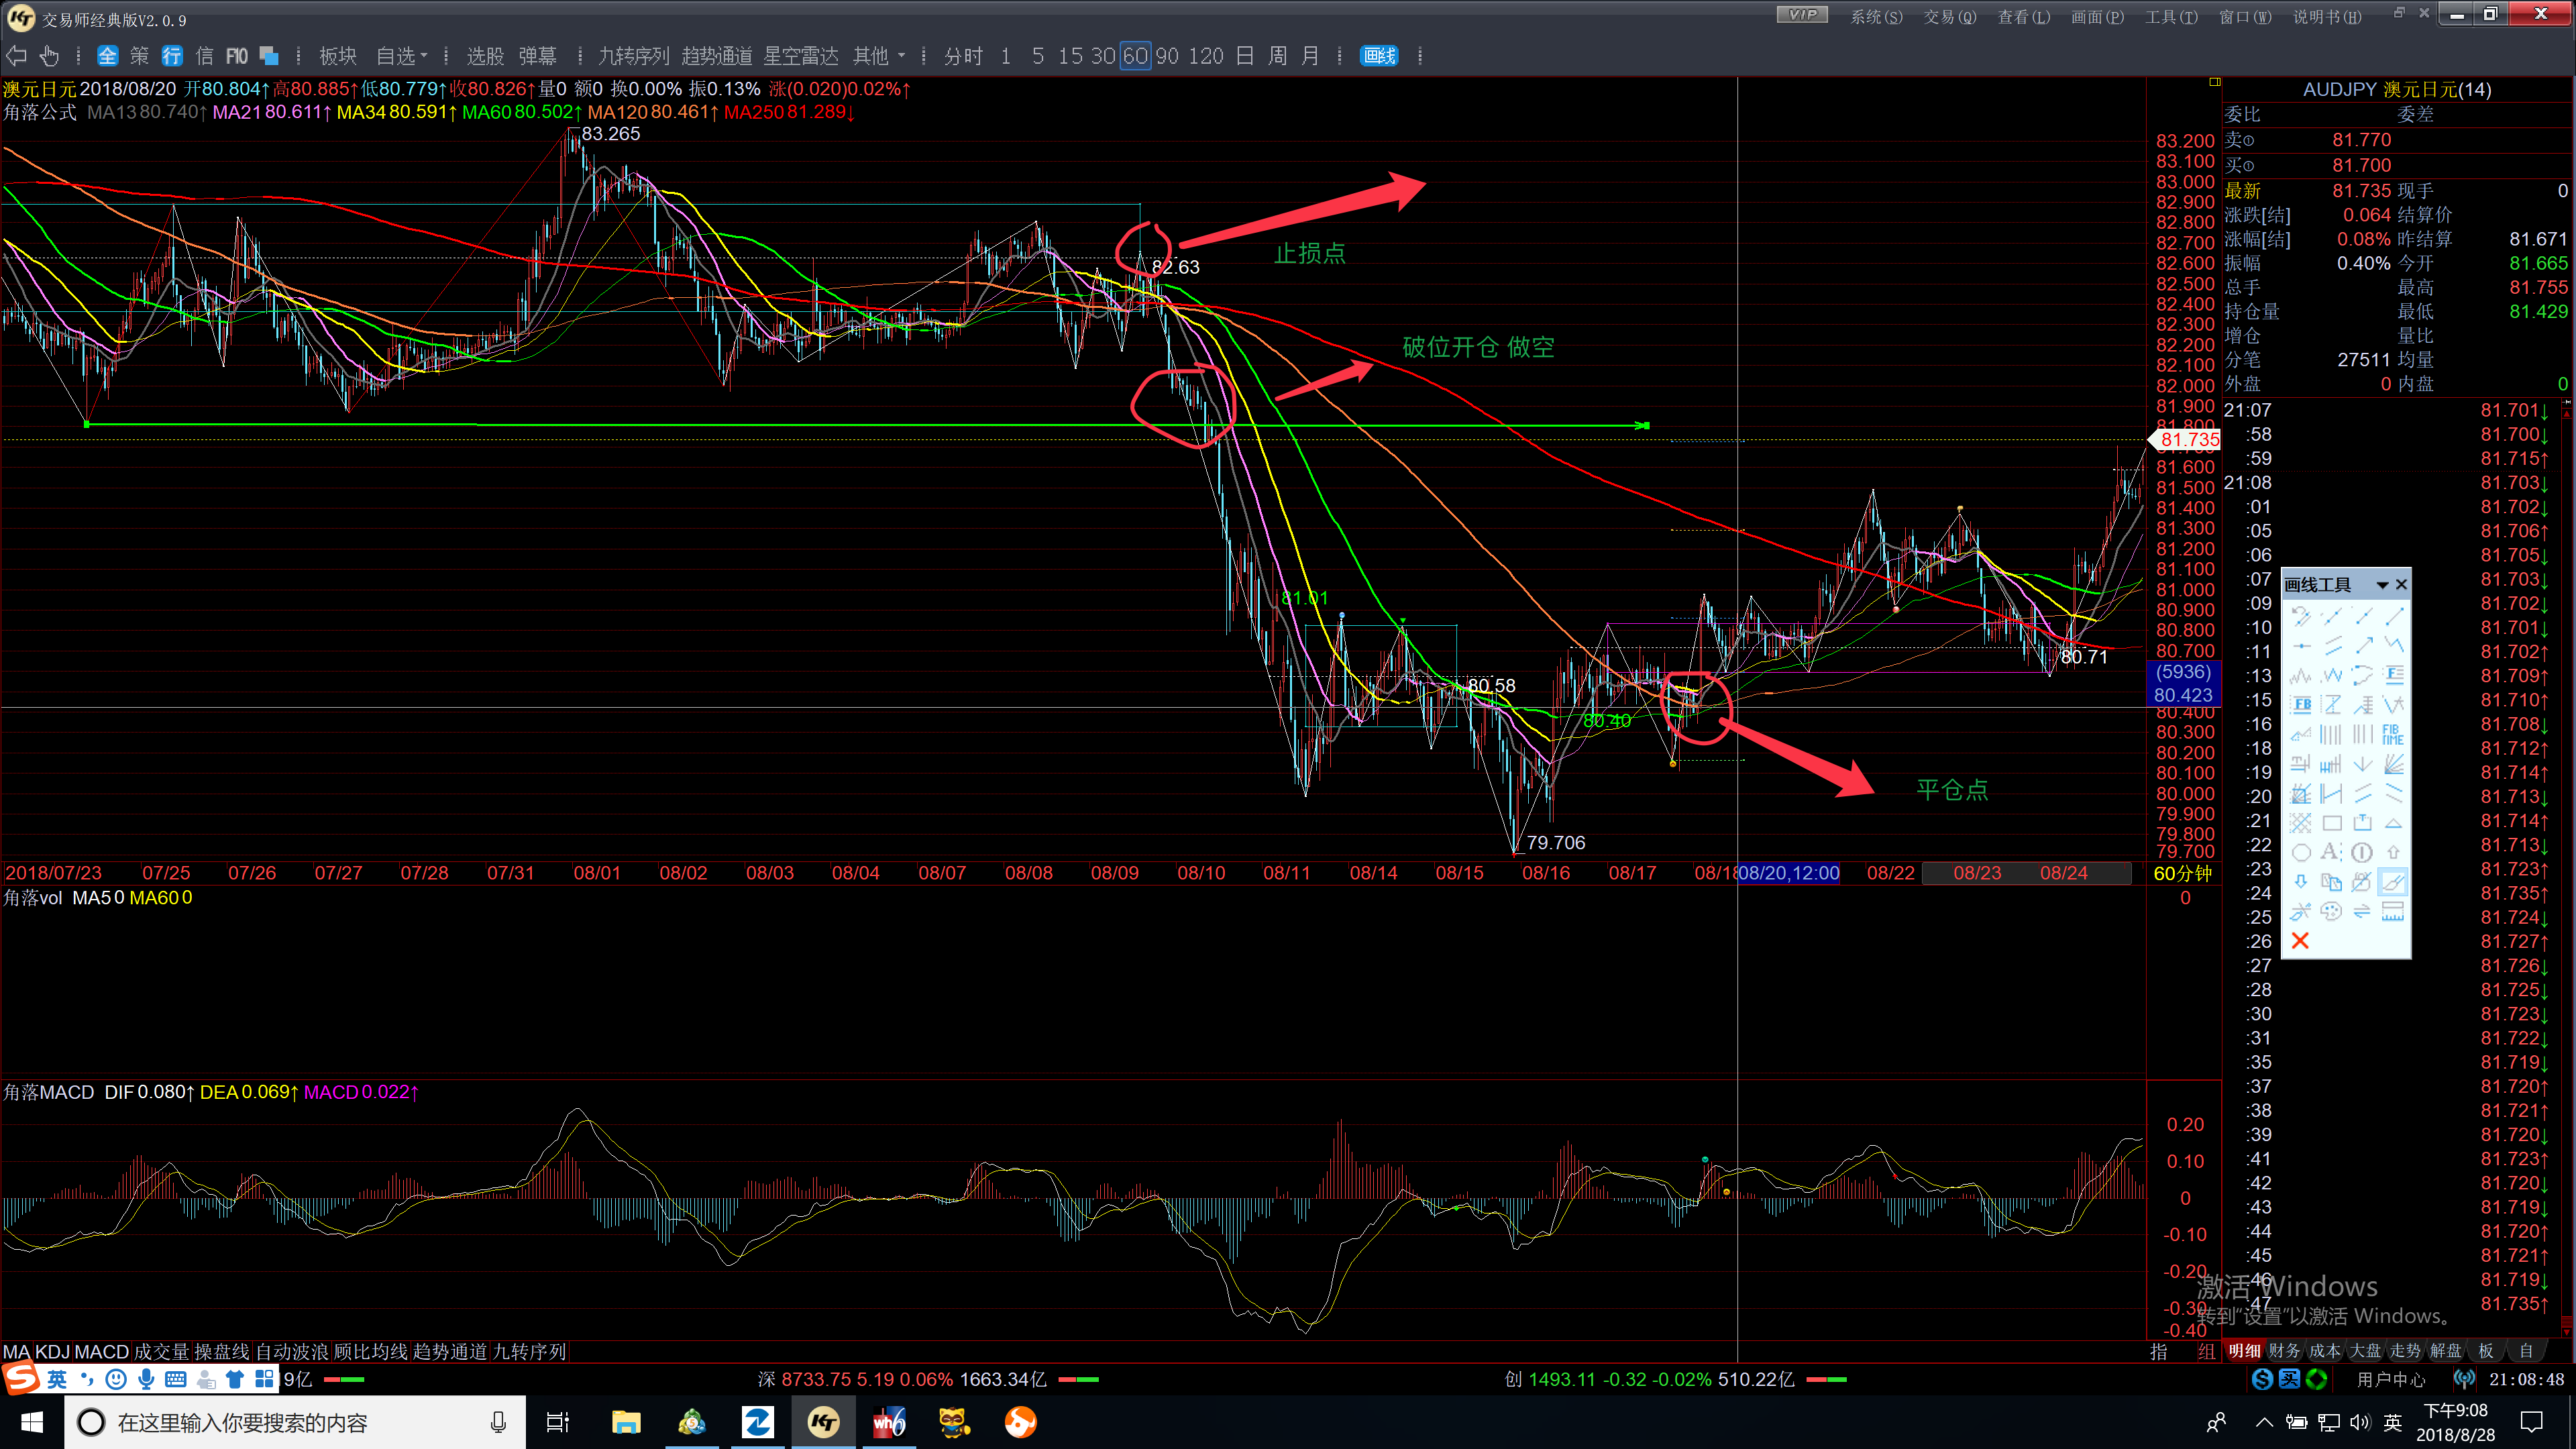 交易师经典版V2.0.9
VIP 系统(S) 交易(Q) 查看(L) 画面(P) 工具(T) 窗口(W) 说明书(H)
全 策 行 信 F10 板块 自选 选股 弹幕 九转序列 趋势通道 星空雷达 其他 分时 1 5 15 30 60 90 120 日 周 月 画线
澳元日元 2018/08/20 开80.804↑高80.885↑低80.779↑收80.826↑量0 额0 换0.00% 振0.13% 涨(0.020)0.02%↑
角落公式 MA13 80.740↑ MA21 80.611↑ MA34 80.591↑ MA60 80.502↑ MA120 80.461↑ MA250 81.289↓
83.265
82.63
止损点
破位开仓 做空
81.01
80.58
80.40
80.71
平仓点
79.706
83.200
83.100
83.000
82.900
82.800
82.700
82.600
82.500
82.400
82.300
82.200
82.100
82.000
81.900
81.800
81.735
81.600
81.500
81.400
81.300
81.200
81.100
81.000
80.900
80.800
80.700
(5936)
80.423
80.400
80.300
80.200
80.100
80.000
79.900
79.800
79.700
2018/07/23 07/25 07/26 07/27 07/28 07/31 08/01 08/02 08/03 08/04 08/07 08/08 08/09 08/10 08/11 08/14 08/15 08/16 08/17 08/18 08/20,12:00 08/22 08/23 08/24 60分钟
角落vol MA5 0 MA60 0
0
角落MACD DIF 0.080↑ DEA 0.069↑ MACD 0.022↑
0.20
0.10
0
-0.10
-0.20
-0.30
-0.40
MA KDJ MACD 成交量 操盘线 自动波浪 顾比均线 趋势通道 九转序列
指 组
AUDJPY 澳元日元(14)
委比 委差
卖① 81.770
买① 81.700
最新 81.735 现手 0
涨跌[结] 0.064 结算价
涨幅[结] 0.08% 昨结算 81.671
振幅 0.40% 今开 81.665
总手 最高 81.755
持仓量 最低 81.429
增仓 量比
分笔 27511 均量
外盘 0 内盘 0
21:07 81.701↓
:58 81.700↓
:59 81.715↑
21:08 81.703↓
:01 81.702↓
:05 81.706↑
:06 81.705↓
:07 81.703↓
:09 81.702↓
:10 81.701↓
:11 81.702↑
:13 81.709↑
:15 81.710↑
:16 81.708↓
:18 81.712↑
:19 81.714↑
:20 81.713↓
:21 81.714↑
:22 81.713↓
:23 81.723↑
:24 81.735↑
:25 81.724↓
:26 81.727↑
:27 81.726↓
:28 81.725↓
:30 81.723↓
:31 81.722↓
:35 81.719↓
:37 81.720↑
:38 81.721↑
:39 81.720↓
:41 81.723↑
:42 81.720↓
:43 81.719↓
:44 81.720↑
:45 81.721↑
:46 81.719↓
:47 81.735↑
画线工具
FB
FIB TIME
激活 Windows
转到“设置”以激活 Windows。
明细 财务 成本 大盘 走势 解盘 板 自
英 9亿 深 8733.75 5.19 0.06% 1663.34亿 创 1493.11 -0.32 -0.02% 510.22亿 用户中心 21:08:48
在这里输入你要搜索的内容
KT wh6
英 下午9:08
2018/8/28